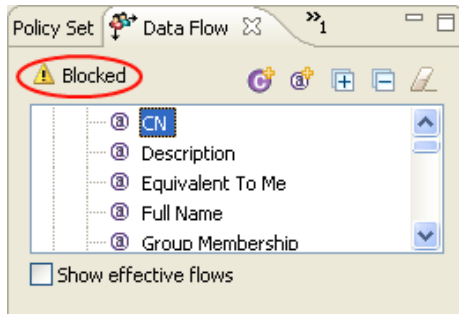 Policy Set Data Flow »1
Blocked
CN
Description
Equivalent To Me
Full Name
Group Membership
Show effective flows